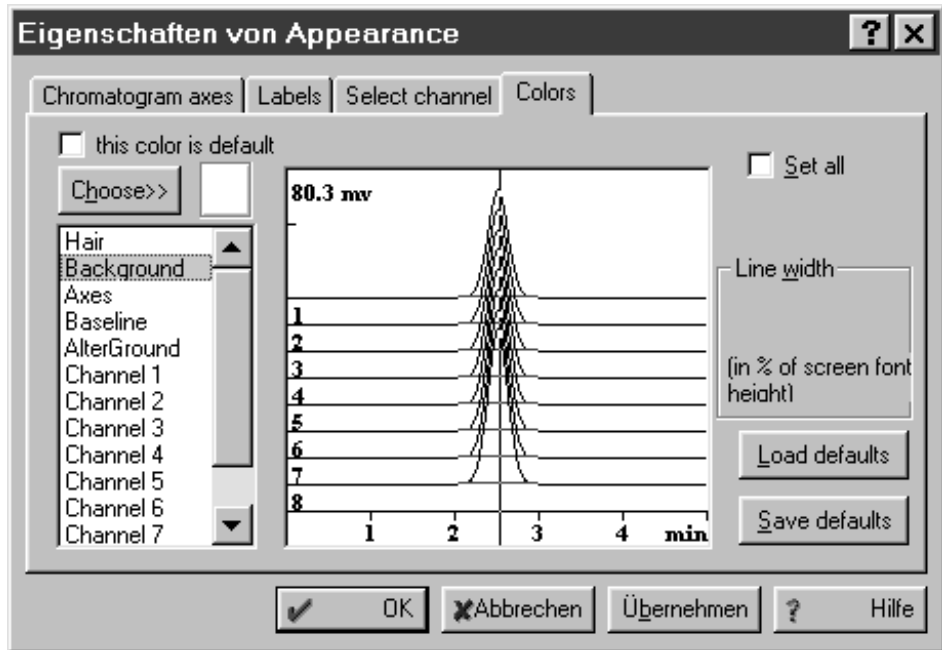 Eigenschaften von Appearance
?
Chromatogram axes
Labels
Select channel
Colors
this color is default
Set all
Choose>>
Hair
Background
Axes
Baseline
AlterGround
Channel 1
Channel 2
Channel 3
Channel 4
Channel 5
Channel 6
Channel 7
80.3 mv
1
2
3
4
5
6
7
8
1 2 3 4 min
Line width
(in % of screen font
height)
Load defaults
Save defaults
OK
Abbrechen
Übernehmen
?
Hilfe